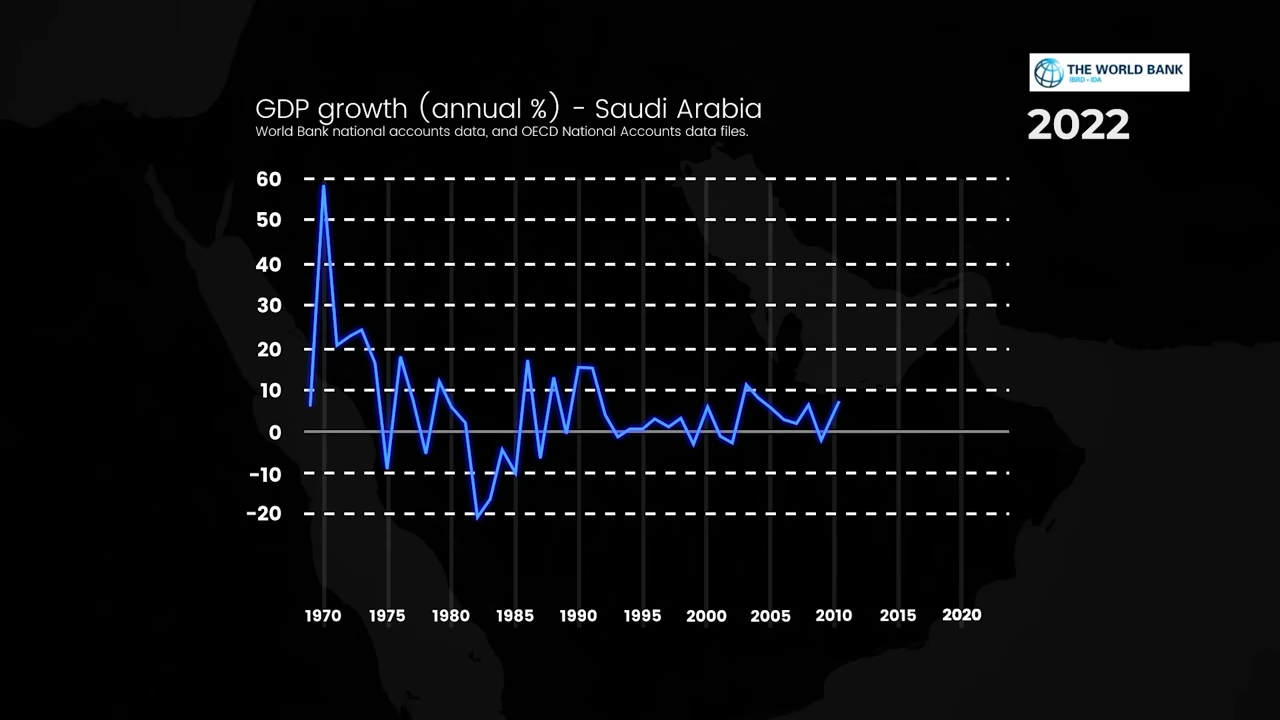 THE WORLD BANK
IBRD • IDA
2022
GDP growth (annual %) - Saudi Arabia
World Bank national accounts data, and OECD National Accounts data files.
60
50
40
30
20
10
0
-10
-20
1970 1975 1980 1985 1990 1995 2000 2005 2010 2015 2020